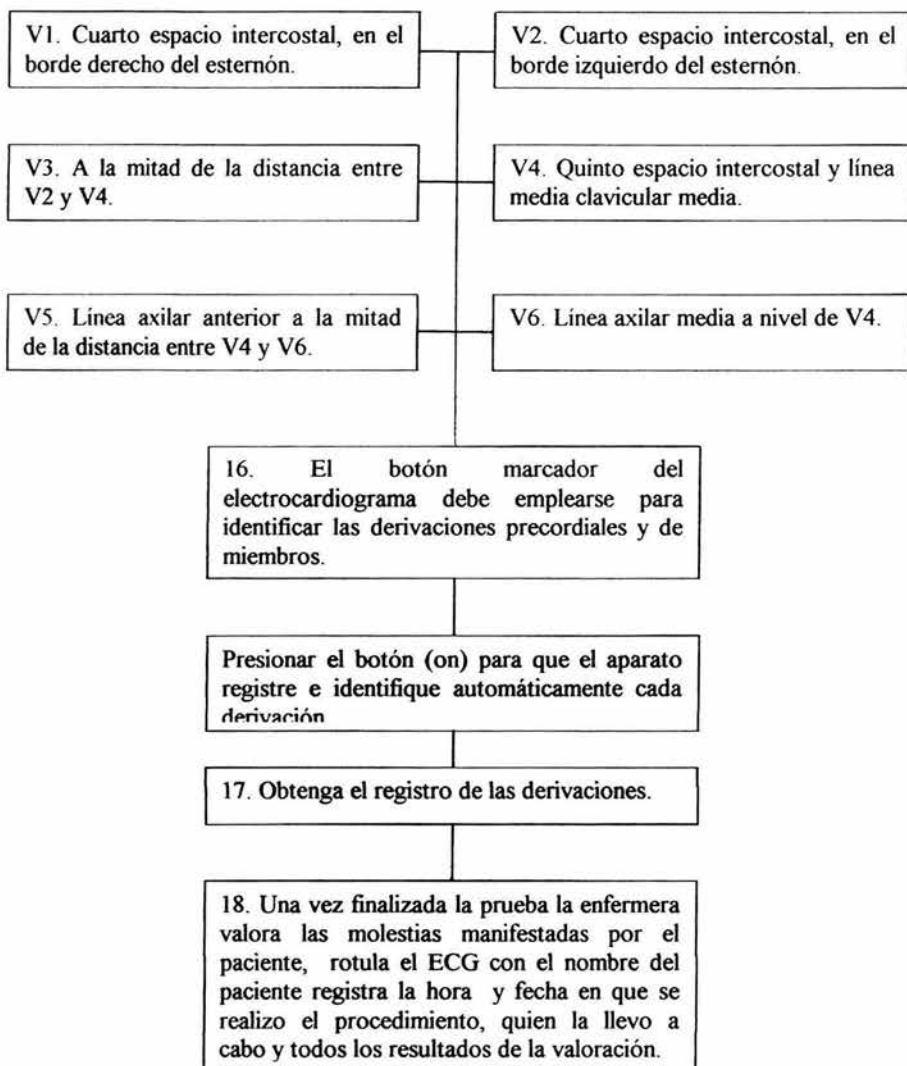 V1. Cuarto espacio intercostal, en el
borde derecho del esternón.
V2. Cuarto espacio intercostal, en el
borde izquierdo del esternón.
V3. A la mitad de la distancia entre
V2 y V4.
V4. Quinto espacio intercostal y línea
media clavicular media.
V5. Línea axilar anterior a la mitad
de la distancia entre V4 y V6.
V6. Línea axilar media a nivel de V4.
16. El botón marcador del
electrocardiograma debe emplearse para
identificar las derivaciones precordiales y de
miembros.
Presionar el botón (on) para que el aparato
registre e identifique automáticamente cada
derivación
17. Obtenga el registro de las derivaciones.
18. Una vez finalizada la prueba la enfermera
valora las molestias manifestadas por el
paciente, rotula el ECG con el nombre del
paciente registra la hora y fecha en que se
realizo el procedimiento, quien la llevo a
cabo y todos los resultados de la valoración.